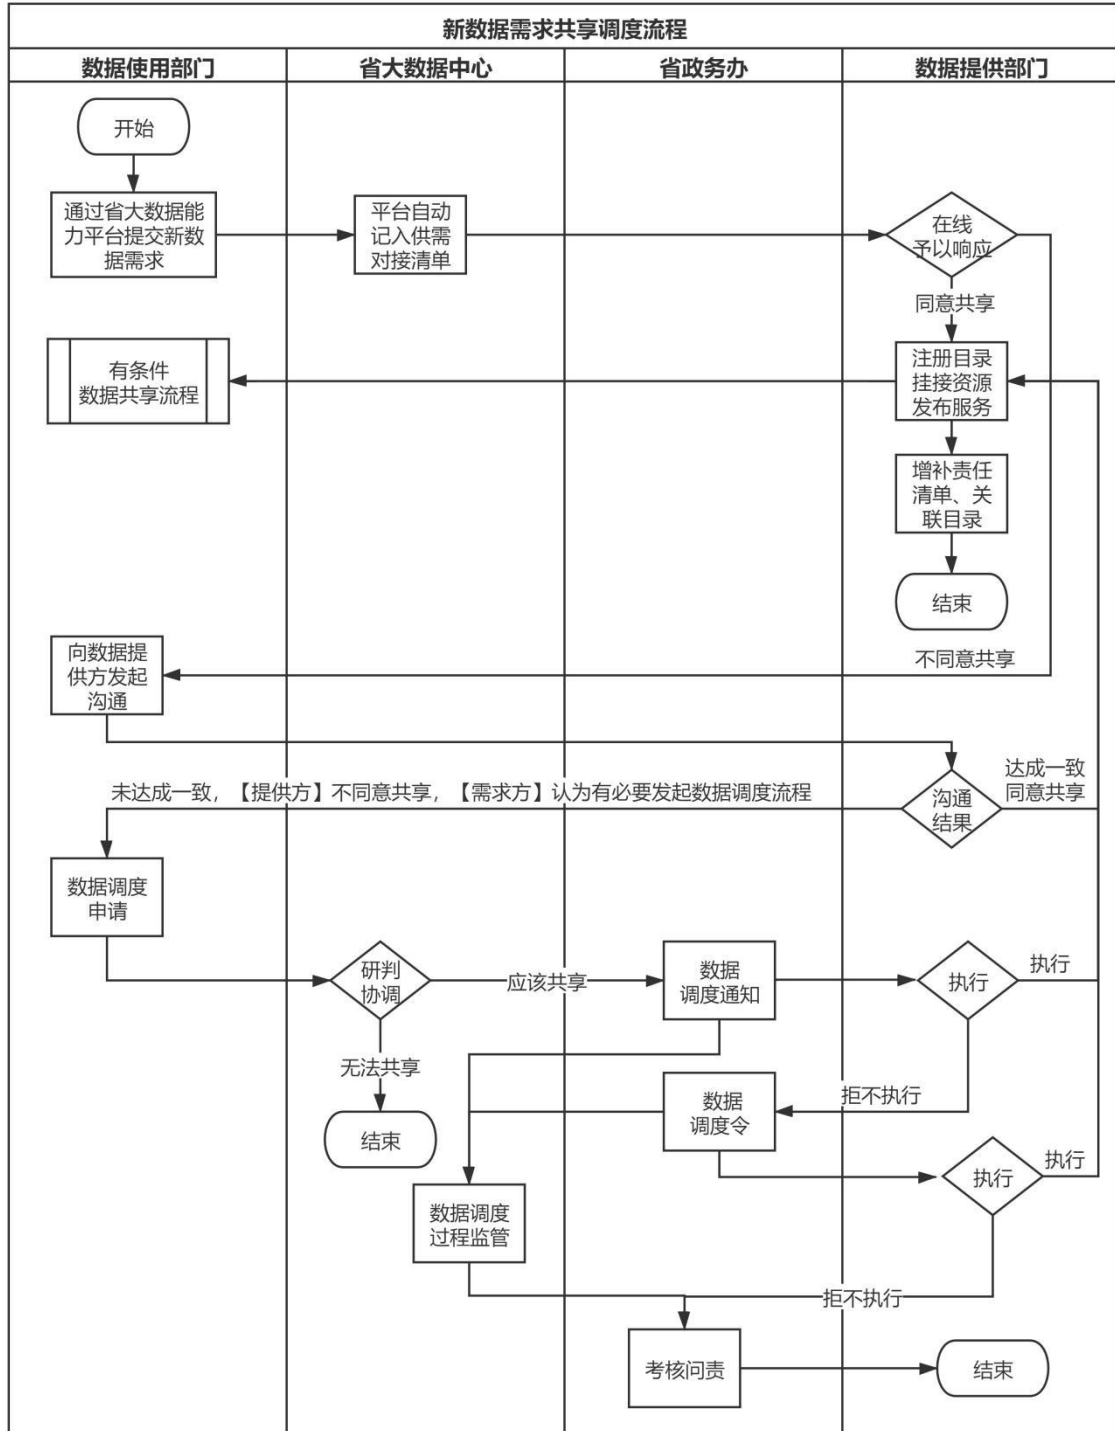 新数据需求共享调度流程
数据使用部门
省大数据中心
省政务办
数据提供部门
开始
通过省大数据能
力平台提交新数
据需求
平台自动
记入供需
对接清单
在线
予以响应
同意共享
有条件
数据共享流程
注册目录
挂接资源
发布服务
增补责任
清单、关
联目录
结束
向数据提
供方发起
沟通
不同意共享
未达成一致，【提供方】不同意共享，【需求方】认为有必要发起数据调度流程
沟通
结果
达成一致
同意共享
数据调度
申请
研判
协调
应该共享
数据
调度通知
执行
执行
无法共享
结束
数据
调度令
拒不执行
执行
执行
数据调度
过程监管
拒不执行
考核问责
结束